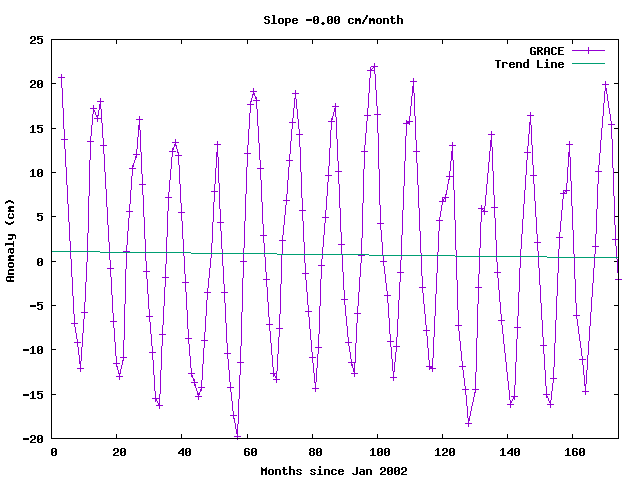 Slope -0.00 cm/month
GRACE
Trend Line
25
20
15
10
5
0
-5
-10
-15
-20
Anomaly (cm)
0 20 40 60 80 100 120 140 160
Months since Jan 2002